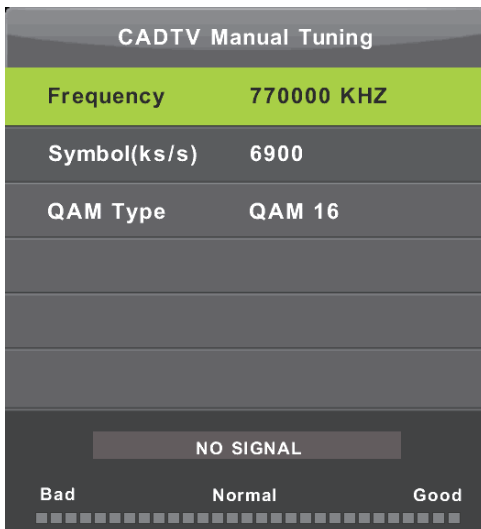 CADTV Manual Tuning
Frequency 770000 KHZ
Symbol(ks/s) 6900
QAM Type QAM 16
NO SIGNAL
Bad Normal Good